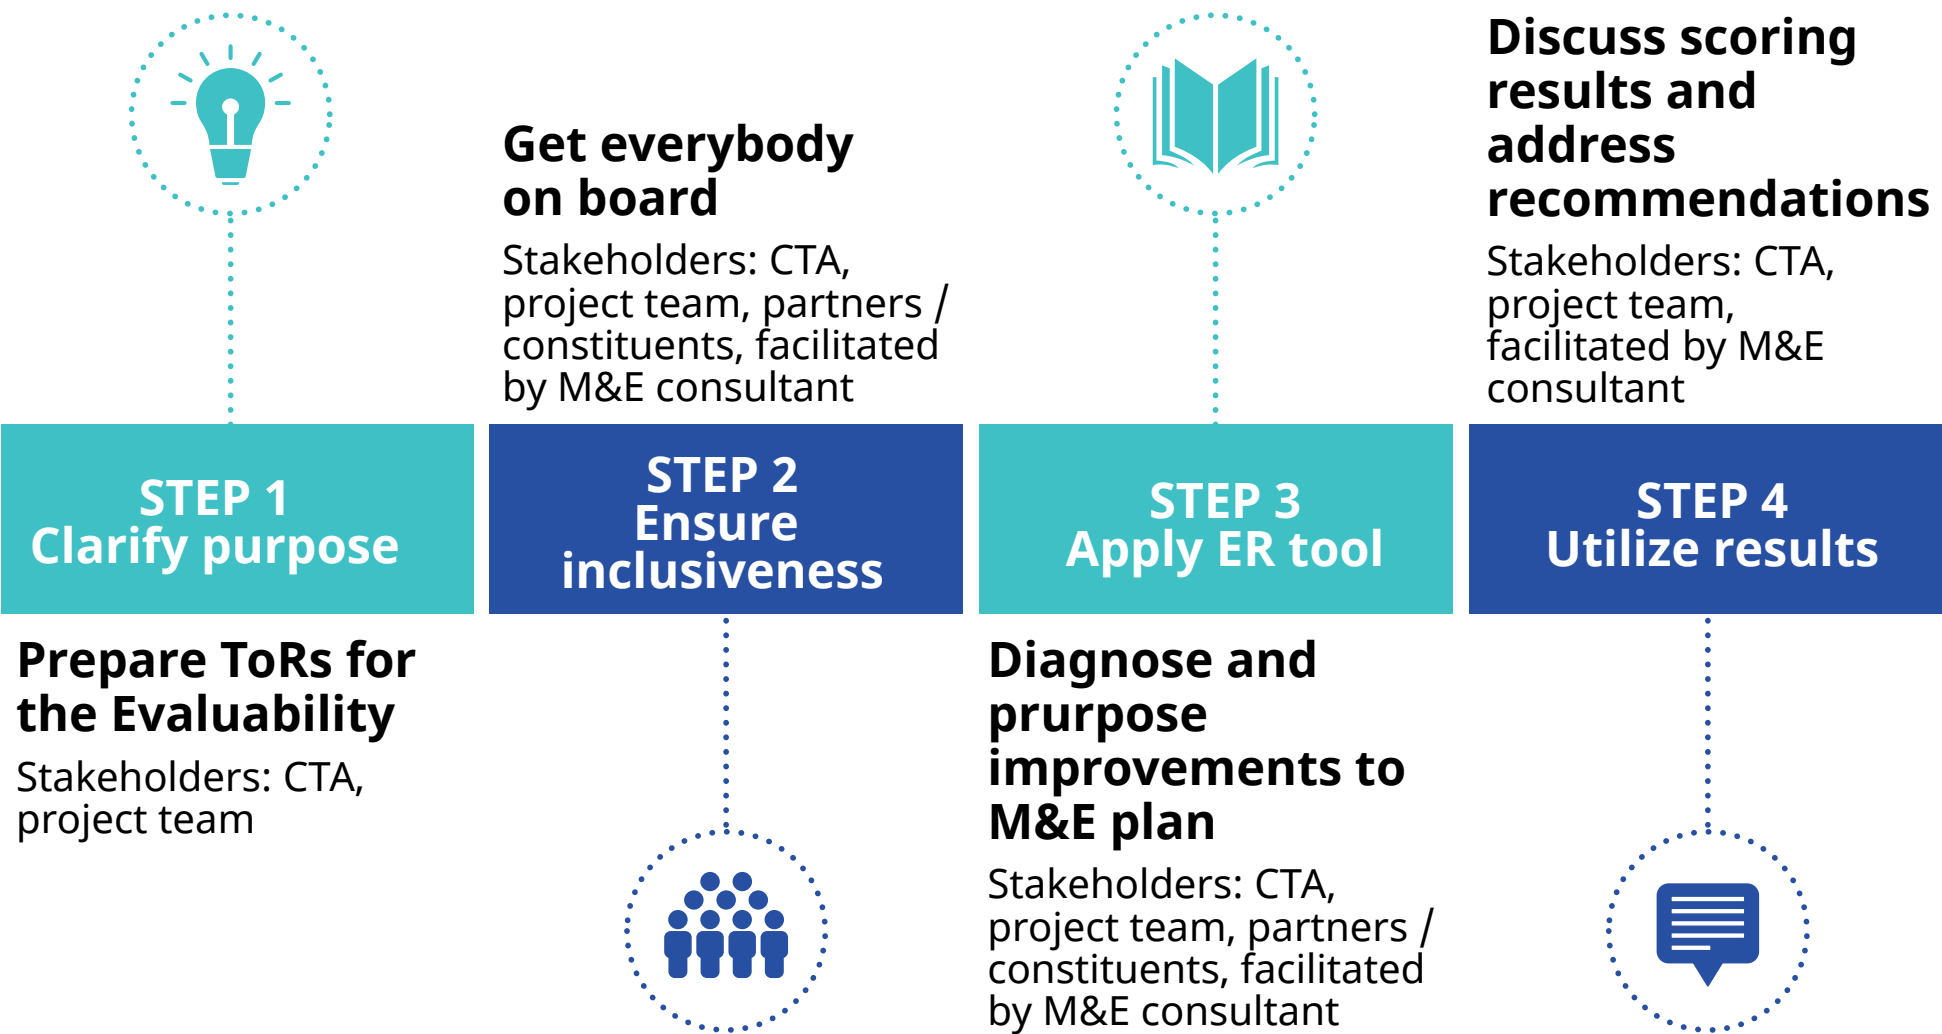 STEP 1
Clarify purpose
Prepare ToRs for
the Evaluability
Stakeholders: CTA,
project team
Get everybody
on board
Stakeholders: CTA,
project team, partners /
constituents, facilitated
by M&E consultant
STEP 2
Ensure
inclusiveness
STEP 3
Apply ER tool
Diagnose and
prurpose
improvements to
M&E plan
Stakeholders: CTA,
project team, partners /
constituents, facilitated
by M&E consultant
Discuss scoring
results and
address
recommendations
Stakeholders: CTA,
project team,
facilitated by M&E
consultant
STEP 4
Utilize results